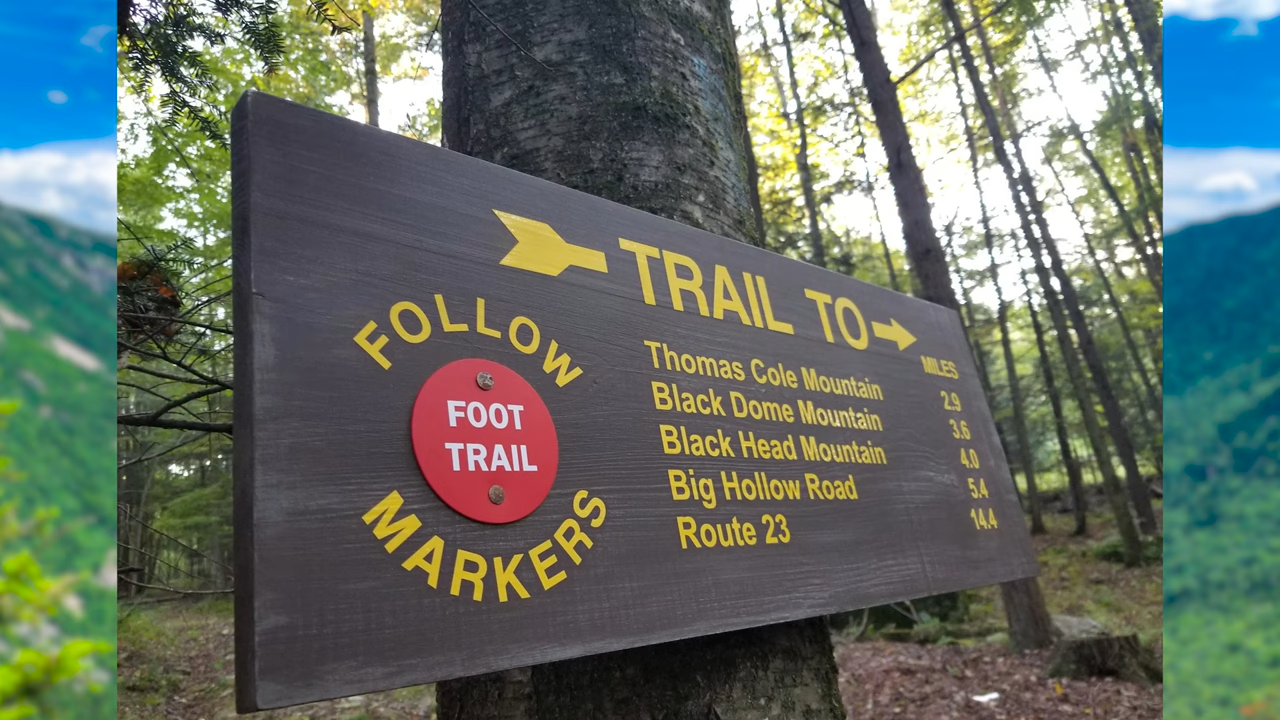 TRAIL TO
MILES
Thomas Cole Mountain 2.9
Black Dome Mountain 3.6
Black Head Mountain 4.0
Big Hollow Road 5.4
Route 23 14.4
FOLLOW
FOOT
TRAIL
MARKERS